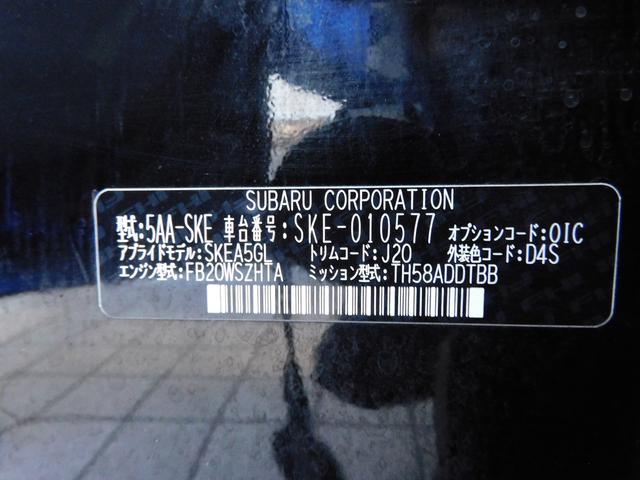 SUBARU CORPORATION
型式:5AA-SKE 車台番号:SKE-010577 オプションコード:OIC
アプライドモデル:SKEA5GL トリムコード:J20 外装色コード:D4S
エンジン型式:FB20WSZHTA ミッション型式:TH58ADDTBB